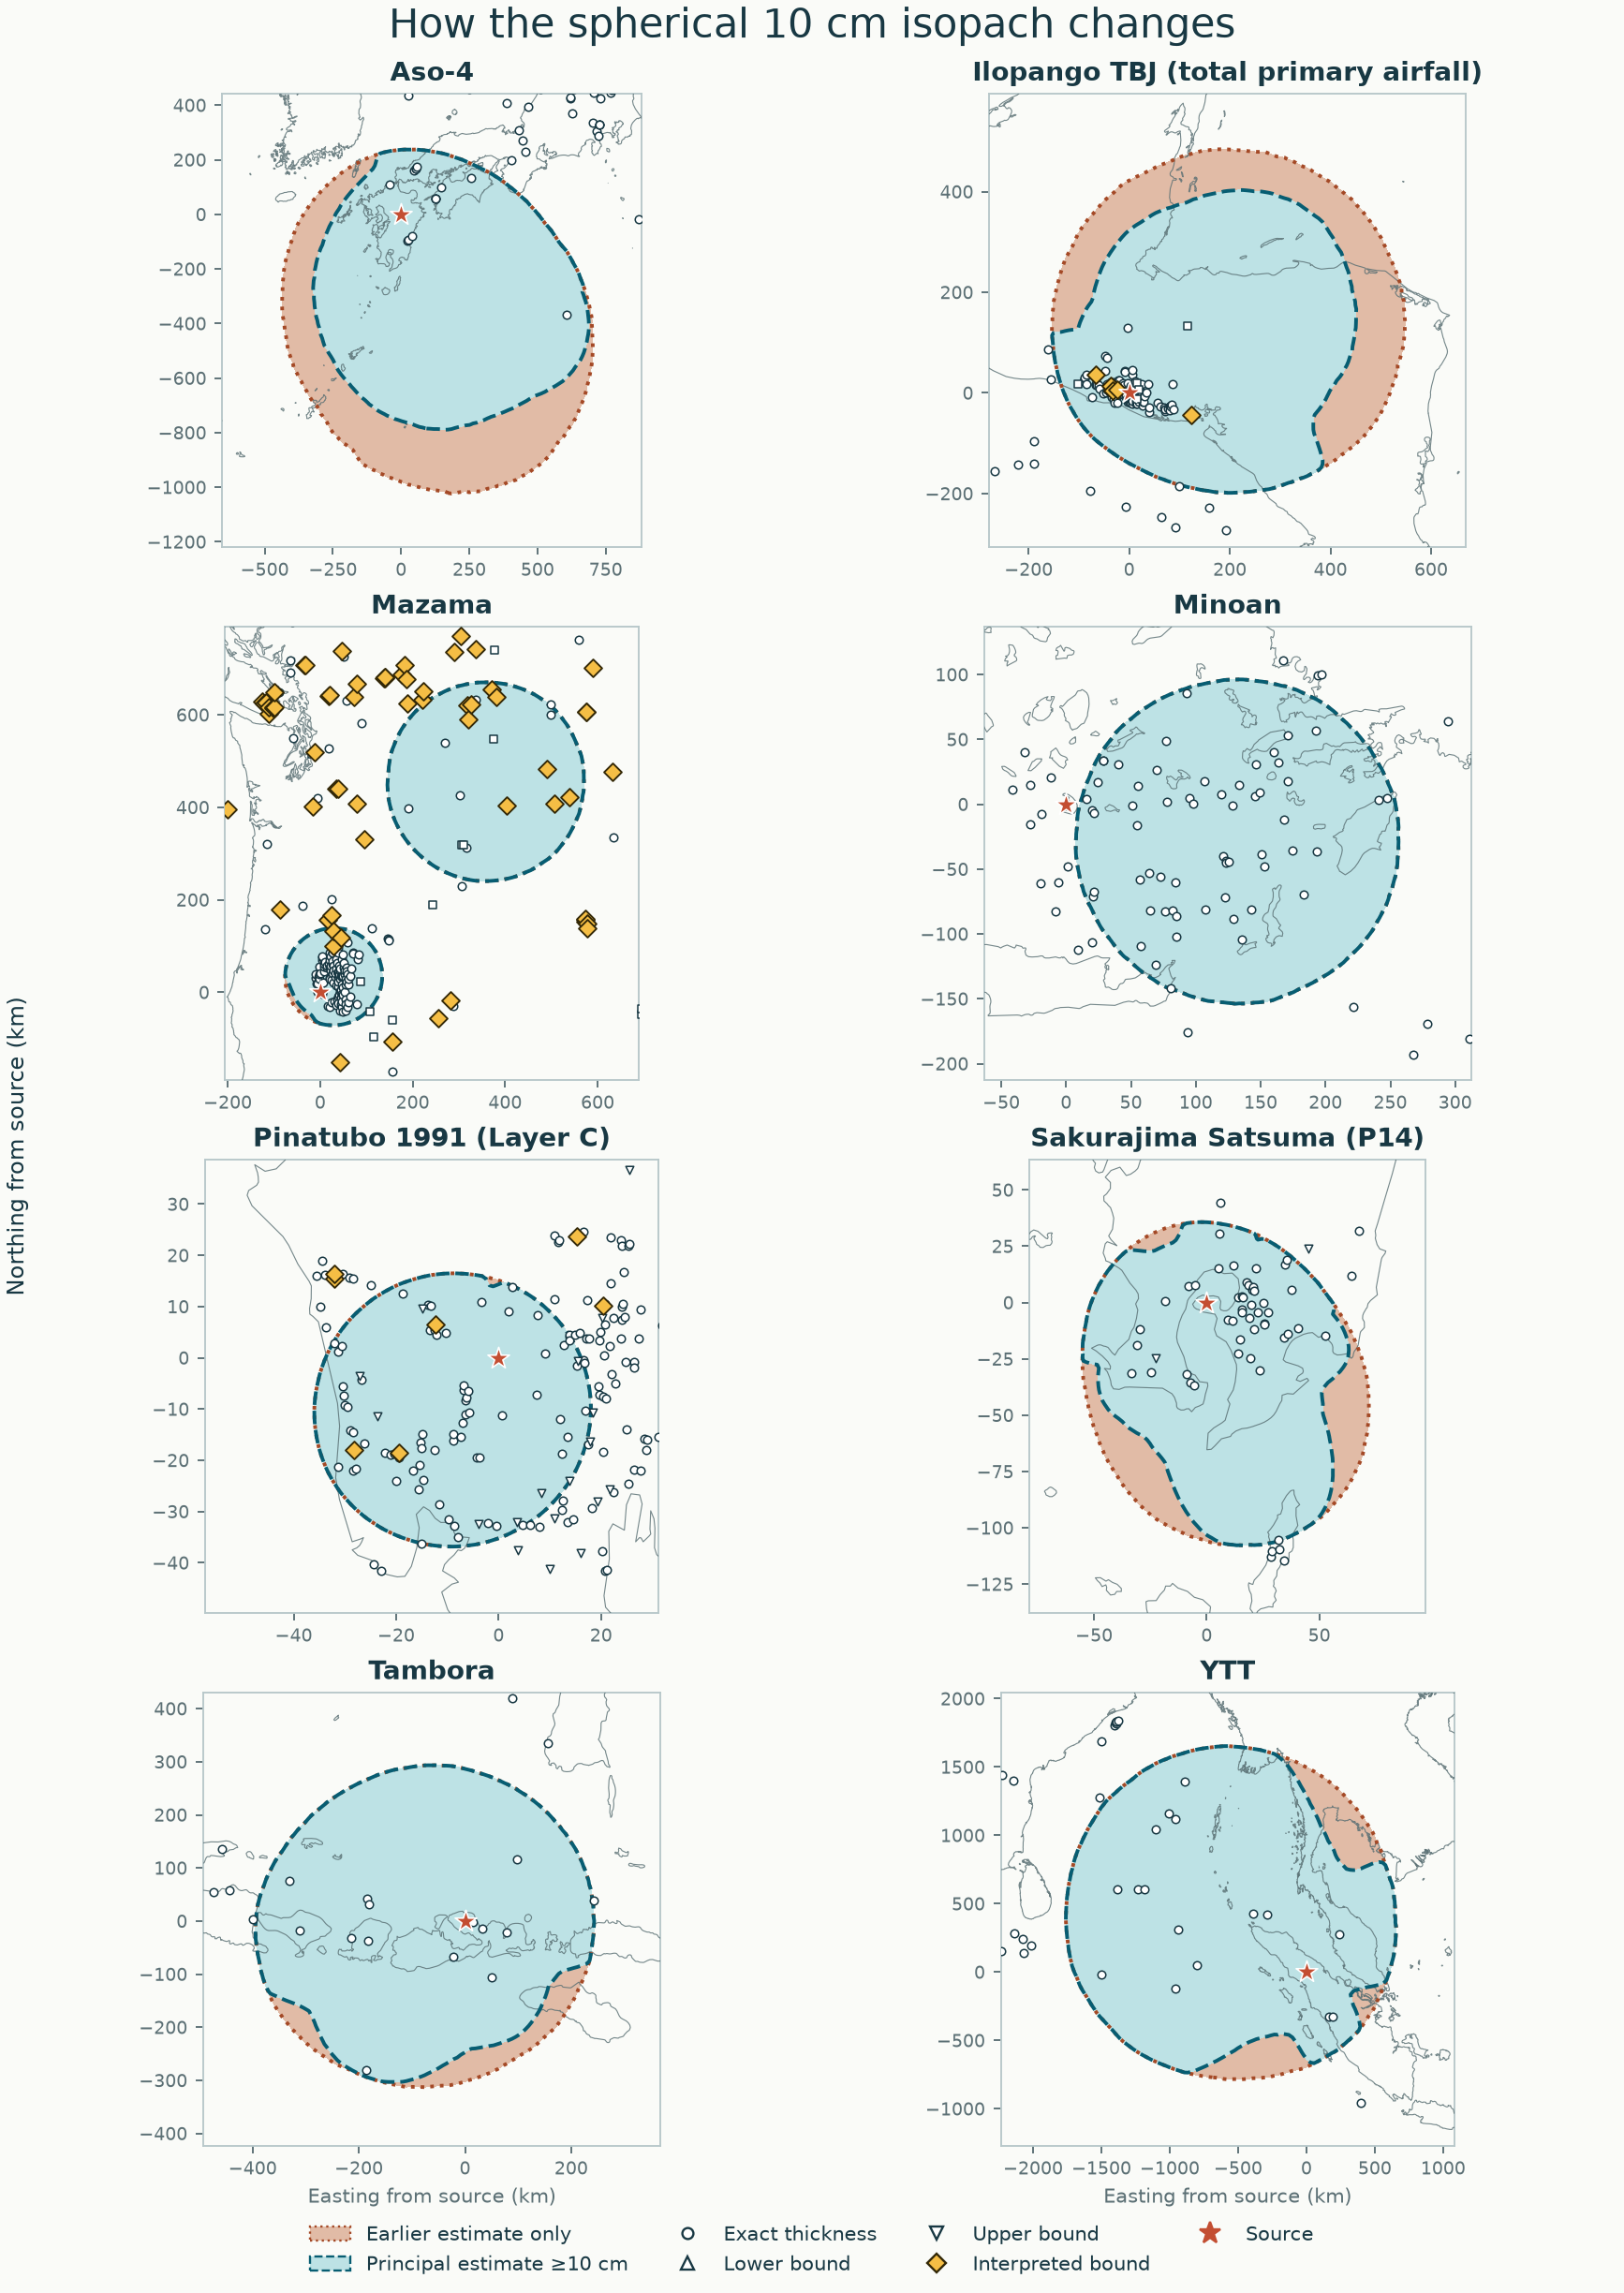 How the spherical 10 cm isopach changes
Aso-4
Ilopango TBJ (total primary airfall)
400
200
0
−200
−400
−600
−800
−1000
−1200
−500 −250 0 250 500 750
400
200
0
−200
−200 0 200 400 600
Mazama
Minoan
600
400
200
0
−200 0 200 400 600
100
50
0
−50
−100
−150
−200
−50 0 50 100 150 200 250 300
Northing from source (km)
Pinatubo 1991 (Layer C)
Sakurajima Satsuma (P14)
30
20
10
0
−10
−20
−30
−40
−40 −20 0 20
50
25
0
−25
−50
−75
−100
−125
−50 0 50
Tambora
YTT
400
300
200
100
0
−100
−200
−300
−400
−400 −200 0 200
Easting from source (km)
2000
1500
1000
500
0
−500
−1000
−2000 −1500 −1000 −500 0 500 1000
Easting from source (km)
Earlier estimate only
Principal estimate ≥10 cm
Exact thickness
Lower bound
Upper bound
Interpreted bound
Source